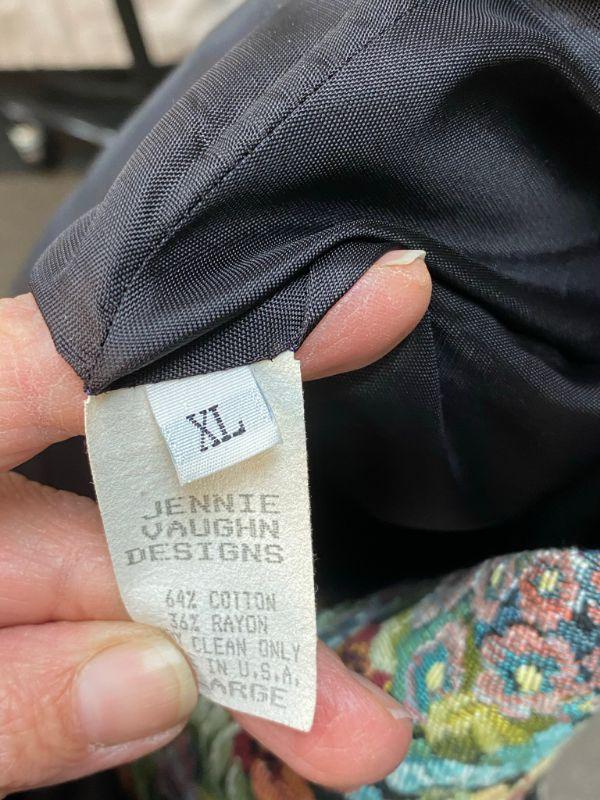 XL
JENNIE
VAUGHN
DESIGNS
64% COTTON
36% RAYON
CLEAN ONLY
IN U.S.A.